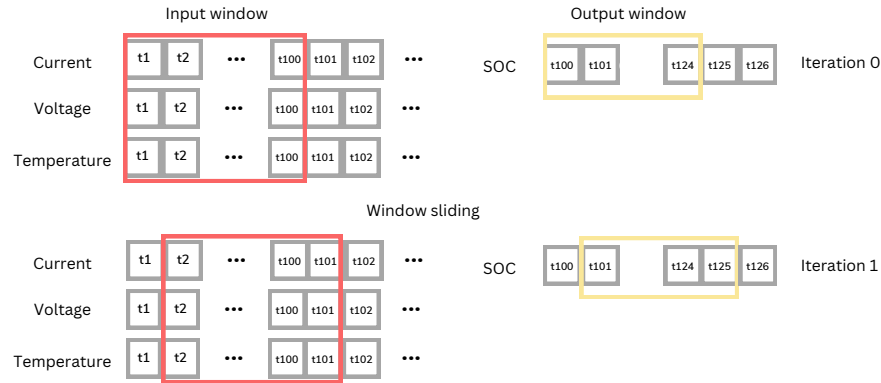 Input window Output window
Current t1 t2 ... t100 t101 t102 ... SOC t100 t101 t124 t125 t126 Iteration 0
Voltage t1 t2 ... t100 t101 t102 ...
Temperature t1 t2 ... t100 t101 t102 ...
Window sliding
Current t1 t2 ... t100 t101 t102 ... SOC t100 t101 t124 t125 t126 Iteration 1
Voltage t1 t2 ... t100 t101 t102 ...
Temperature t1 t2 ... t100 t101 t102 ...